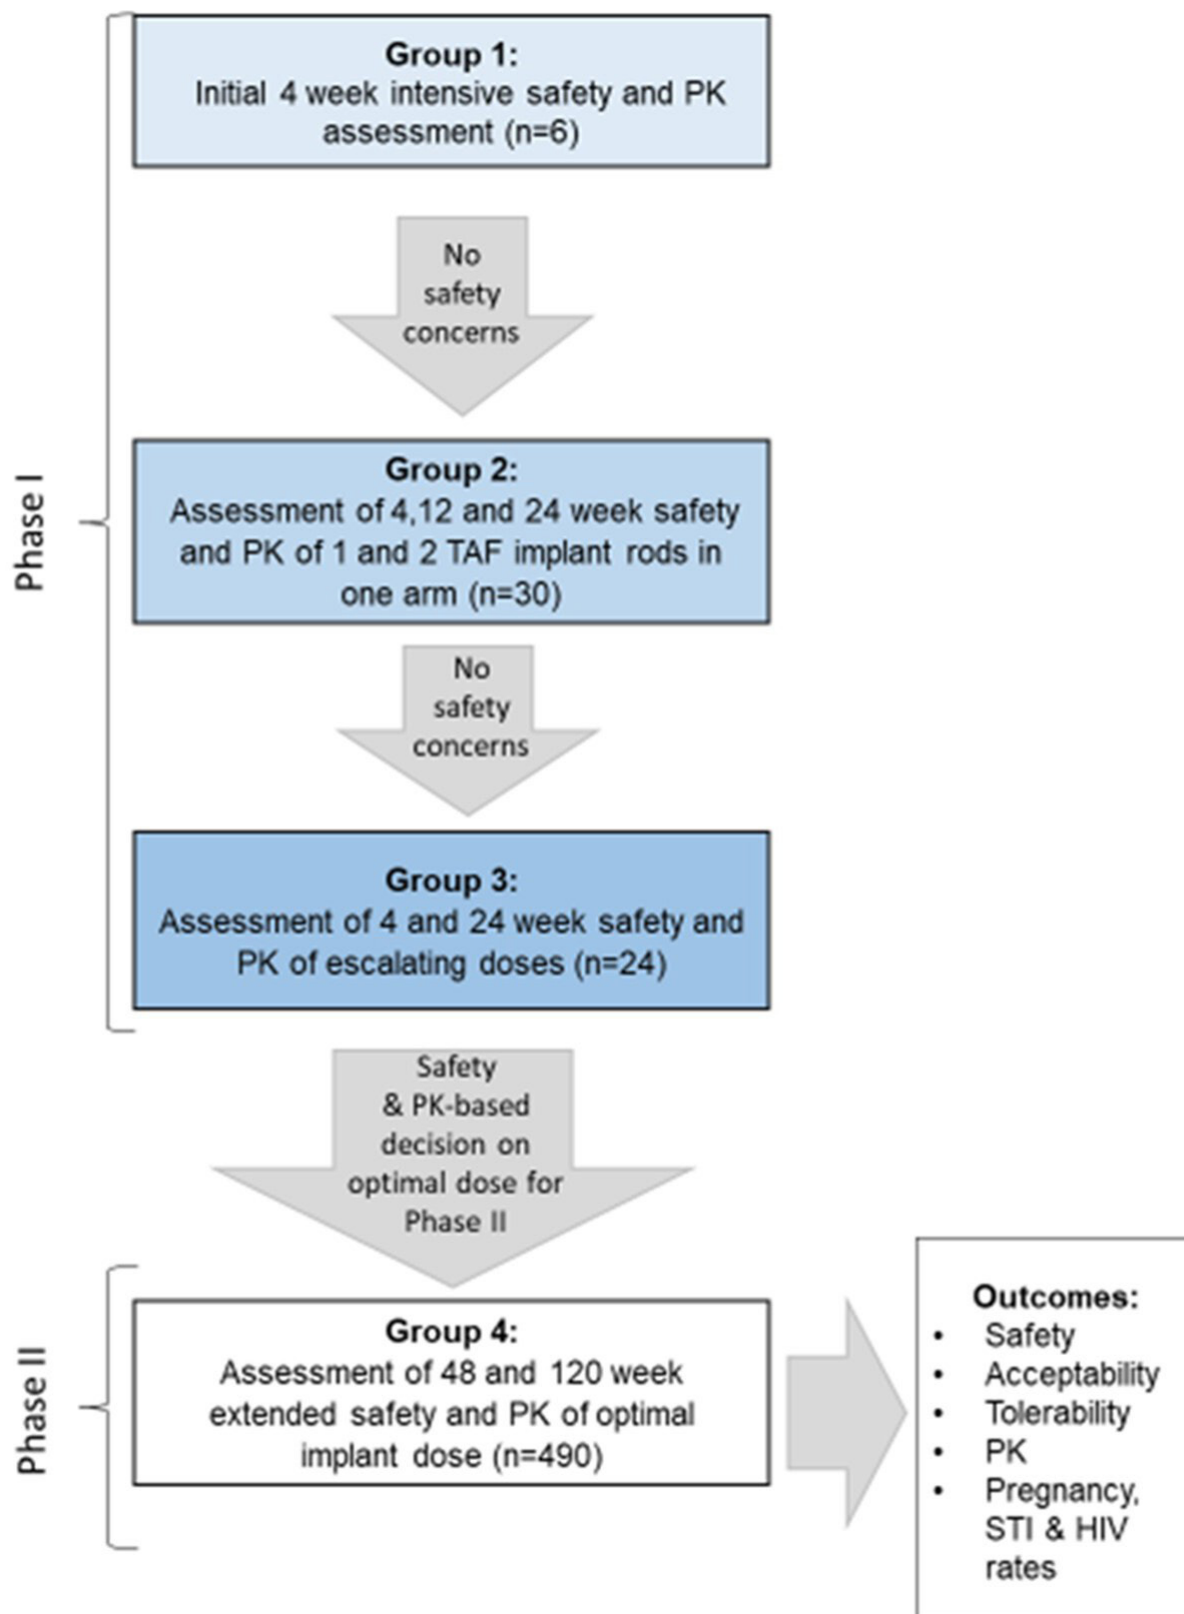 Phase I
Group 1:
Initial 4 week intensive safety and PK
assessment (n=6)
No
safety
concerns
Group 2:
Assessment of 4,12 and 24 week safety
and PK of 1 and 2 TAF implant rods in
one arm (n=30)
No
safety
concerns
Group 3:
Assessment of 4 and 24 week safety and
PK of escalating doses (n=24)
Safety
& PK-based
decision on
optimal dose for
Phase II
Phase II
Group 4:
Assessment of 48 and 120 week
extended safety and PK of optimal
implant dose (n=490)
Outcomes:
• Safety
• Acceptability
• Tolerability
• PK
• Pregnancy,
STI & HIV
rates